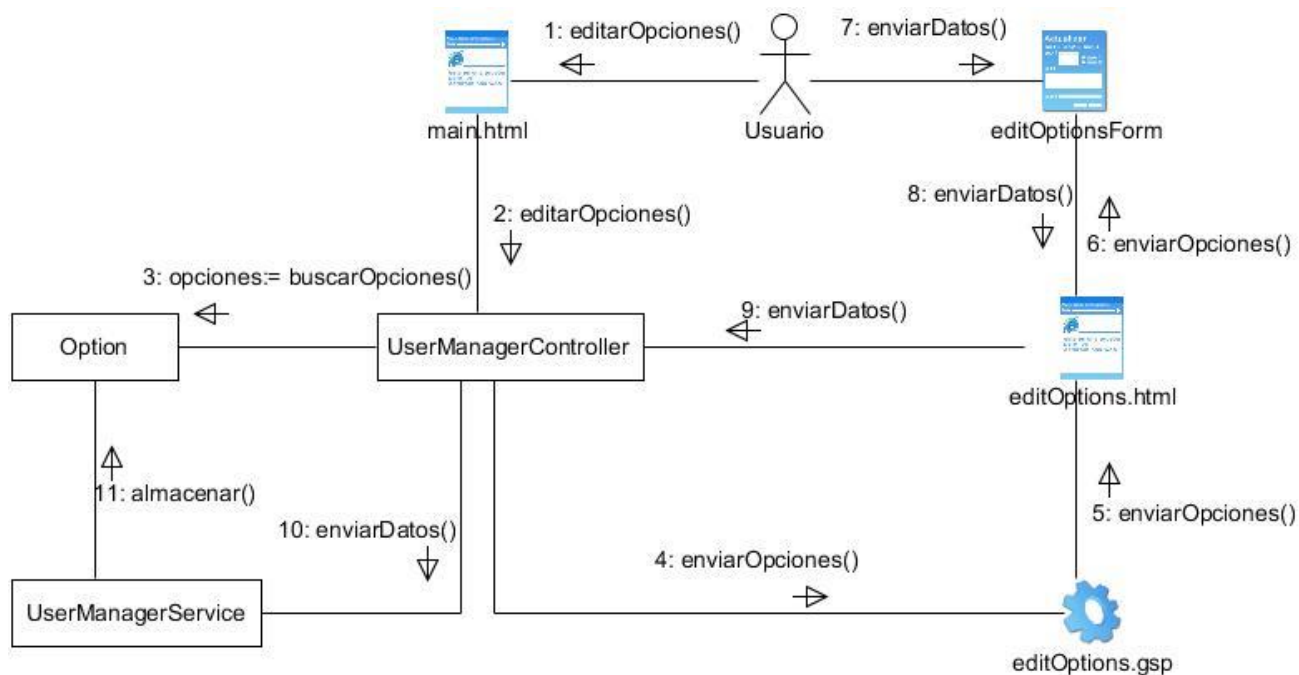 1: editarOpciones()
7: enviarDatos()
Actualizar
main.html
Usuario
editOptionsForm
2: editarOpciones()
8: enviarDatos()
6: enviarOpciones()
3: opciones:= buscarOpciones()
9: enviarDatos()
Option
UserManagerController
editOptions.html
11: almacenar()
10: enviarDatos()
4: enviarOpciones()
5: enviarOpciones()
UserManagerService
editOptions.gsp